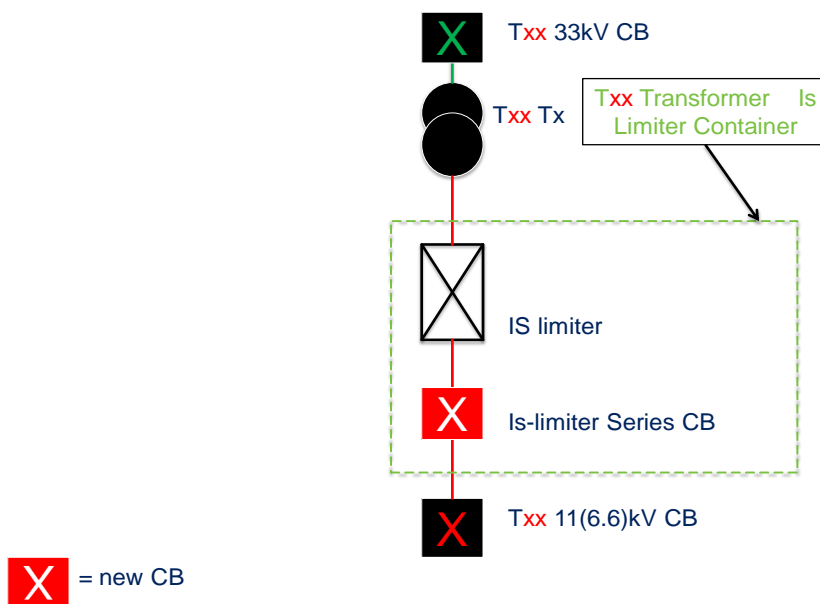 X Txx 33kV CB
Txx Tx
Txx Transformer Is
Limiter Container
IS limiter
X Is-limiter Series CB
X Txx 11(6.6)kV CB
X = new CB